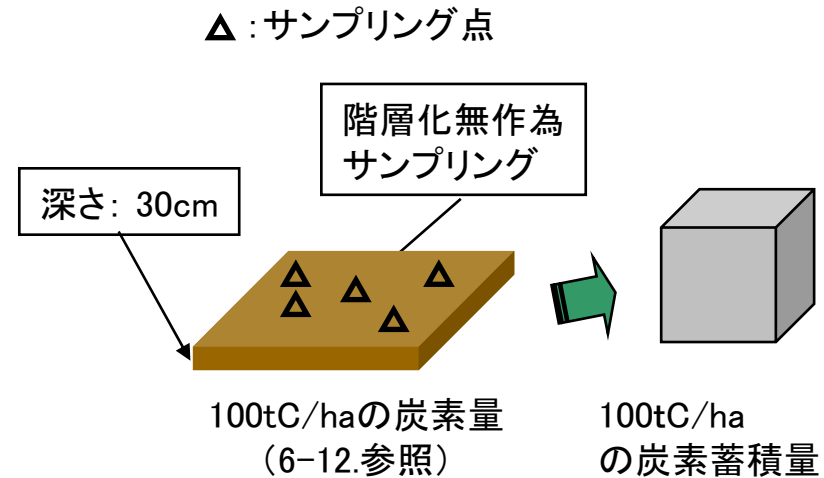 ▲:サンプリング点
階層化無作為
サンプリング
深さ: 30cm
100tC/haの炭素量
(6-12.参照)
100tC/ha
の炭素蓄積量